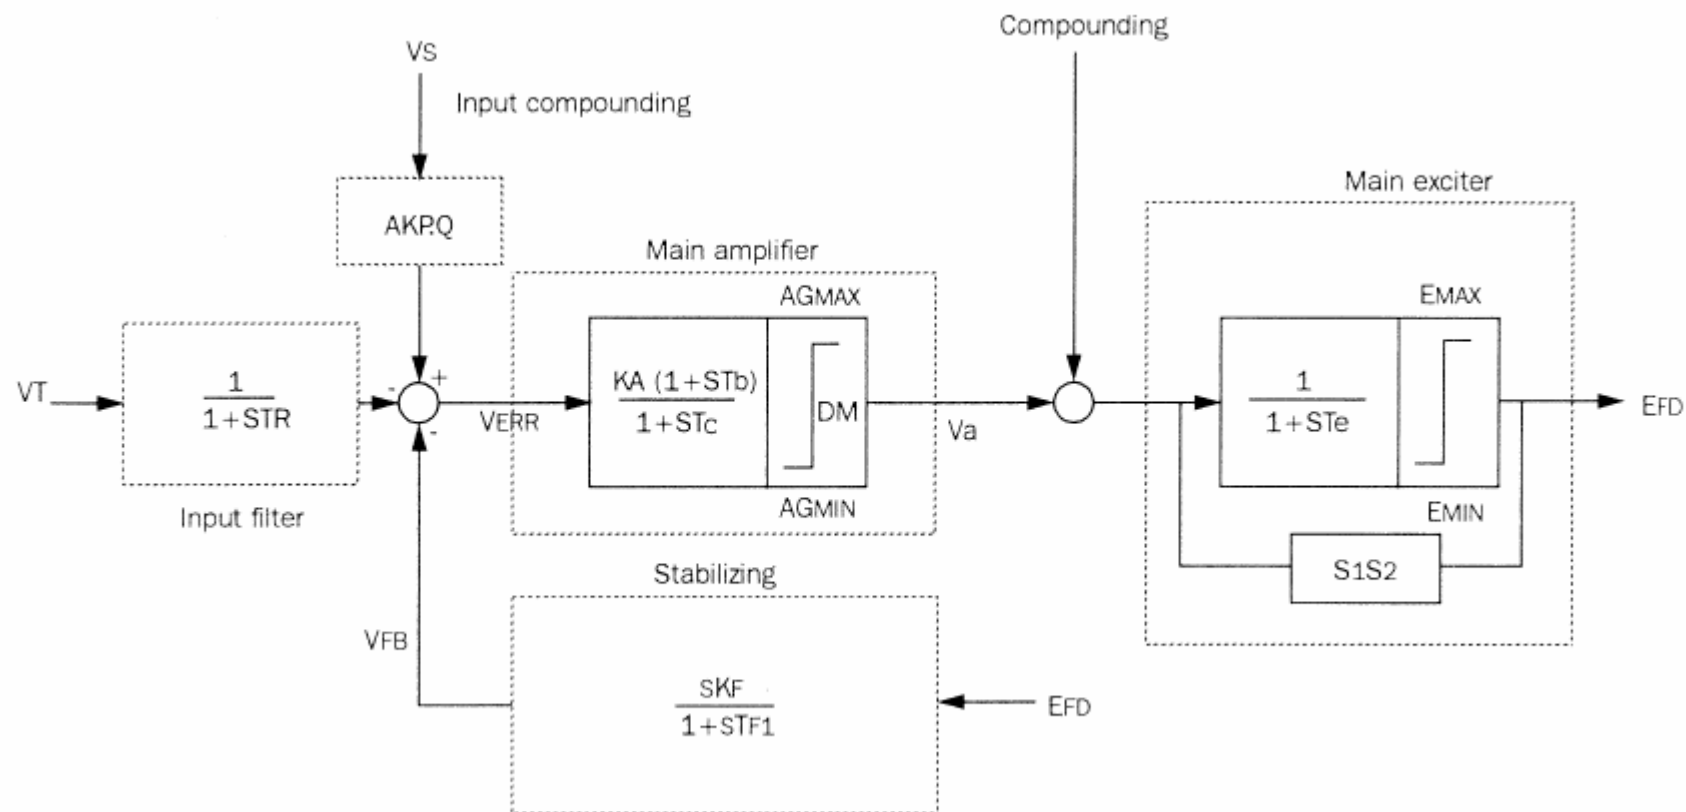 Compounding
VS
Input compounding
AKP.Q
Main exciter
Main amplifier
AGMAX
EMAX
VT
1
1+STR
-
+
-
VERR
KA (1+STb)
1+STc
DM
Va
1
1+STe
EFD
Input filter
AGMIN
EMIN
S1S2
Stabilizing
VFB
SKF
1+STF1
EFD